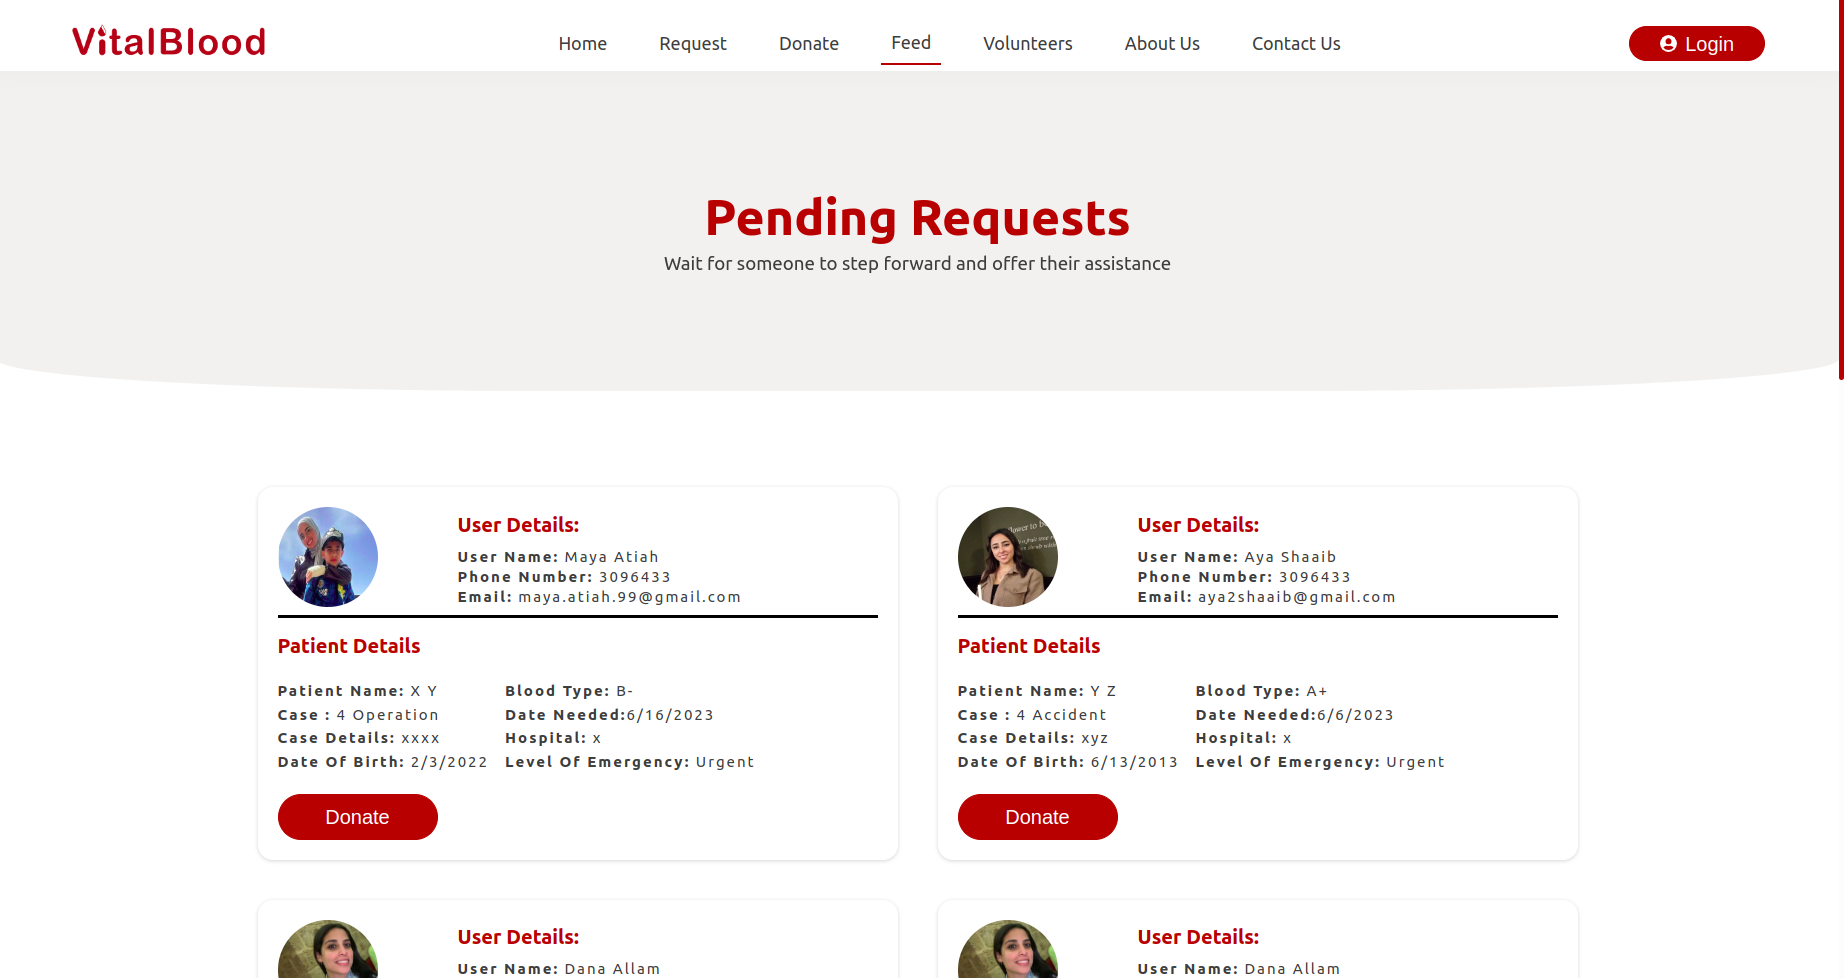 VitalBlood
Home Request Donate Feed Volunteers About Us Contact Us
Login
Pending Requests
Wait for someone to step forward and offer their assistance
User Details:
User Name: Maya Atiah
Phone Number: 3096433
Email: maya.atiah.99@gmail.com
Patient Details
Patient Name: X Y Blood Type: B-
Case : 4 Operation Date Needed:6/16/2023
Case Details: xxxx Hospital: x
Date Of Birth: 2/3/2022 Level Of Emergency: Urgent
Donate
User Details:
User Name: Aya Shaaib
Phone Number: 3096433
Email: aya2shaaib@gmail.com
Patient Details
Patient Name: Y Z Blood Type: A+
Case : 4 Accident Date Needed:6/6/2023
Case Details: xyz Hospital: x
Date Of Birth: 6/13/2013 Level Of Emergency: Urgent
Donate
User Details:
User Name: Dana Allam
User Details:
User Name: Dana Allam